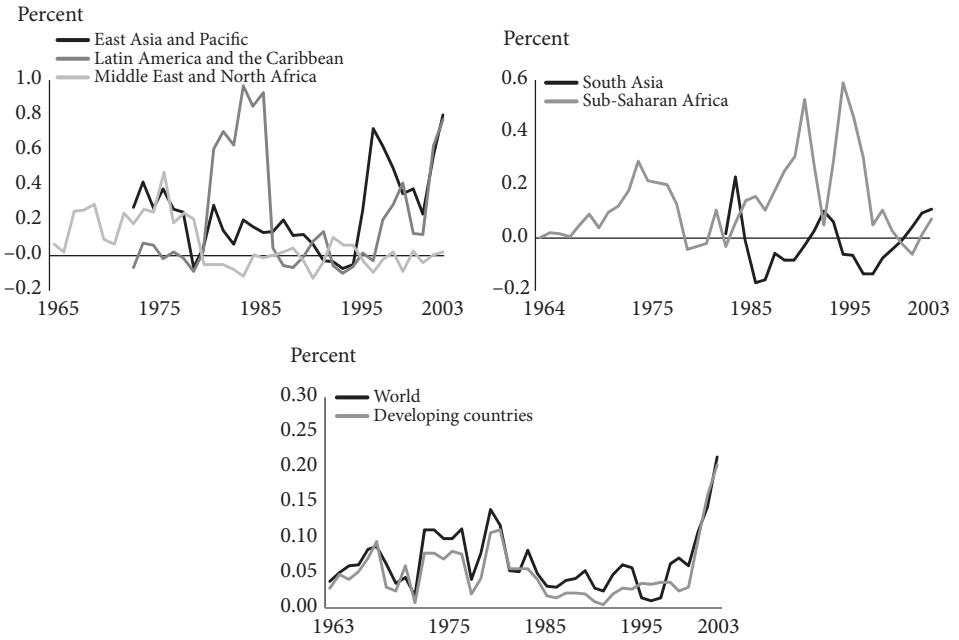 Percent
East Asia and Pacific
Latin America and the Caribbean
Middle East and North Africa
1.0
0.8
0.6
0.4
0.2
–0.0
–0.2
1965 1975 1985 1995 2003
Percent
South Asia
Sub-Saharan Africa
0.6
0.4
0.2
0.0
–0.2
1964 1975 1985 1995 2003
Percent
World
Developing countries
0.30
0.25
0.20
0.15
0.10
0.05
0.00
1963 1975 1985 1995 2003